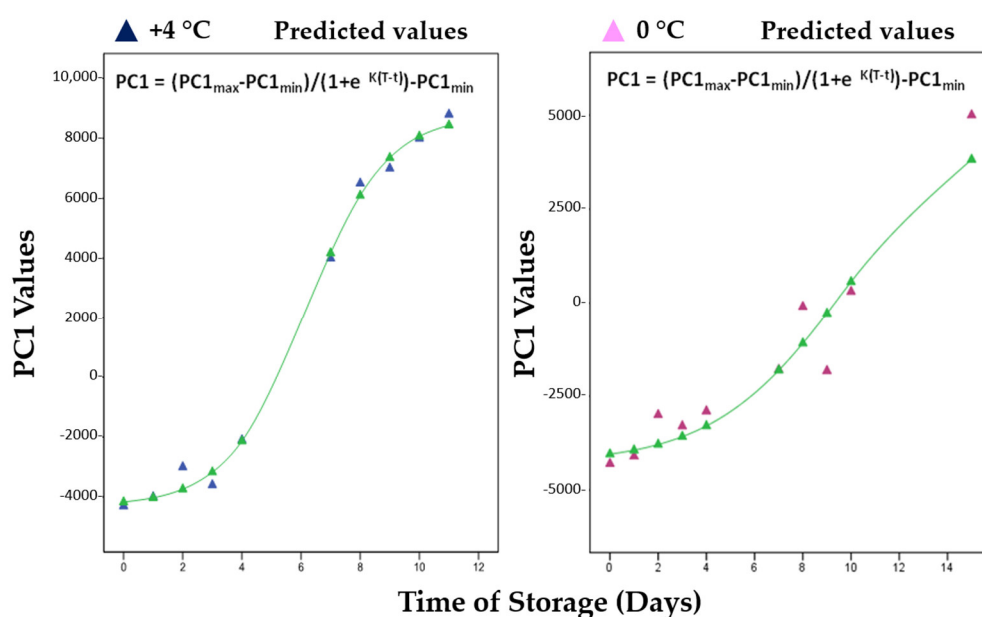 +4 °C Predicted values
0 °C Predicted values
PC1 = (PC1max-PC1min)/(1+e K(T-t))-PC1min
PC1 = (PC1max-PC1min)/(1+e K(T-t))-PC1min
PC1 Values
10,000
8000
6000
4000
2000
0
-2000
-4000
0 2 4 6 8 10 12
PC1 Values
5000
2500
0
-2500
-5000
0 2 4 6 8 10 12 14
Time of Storage (Days)